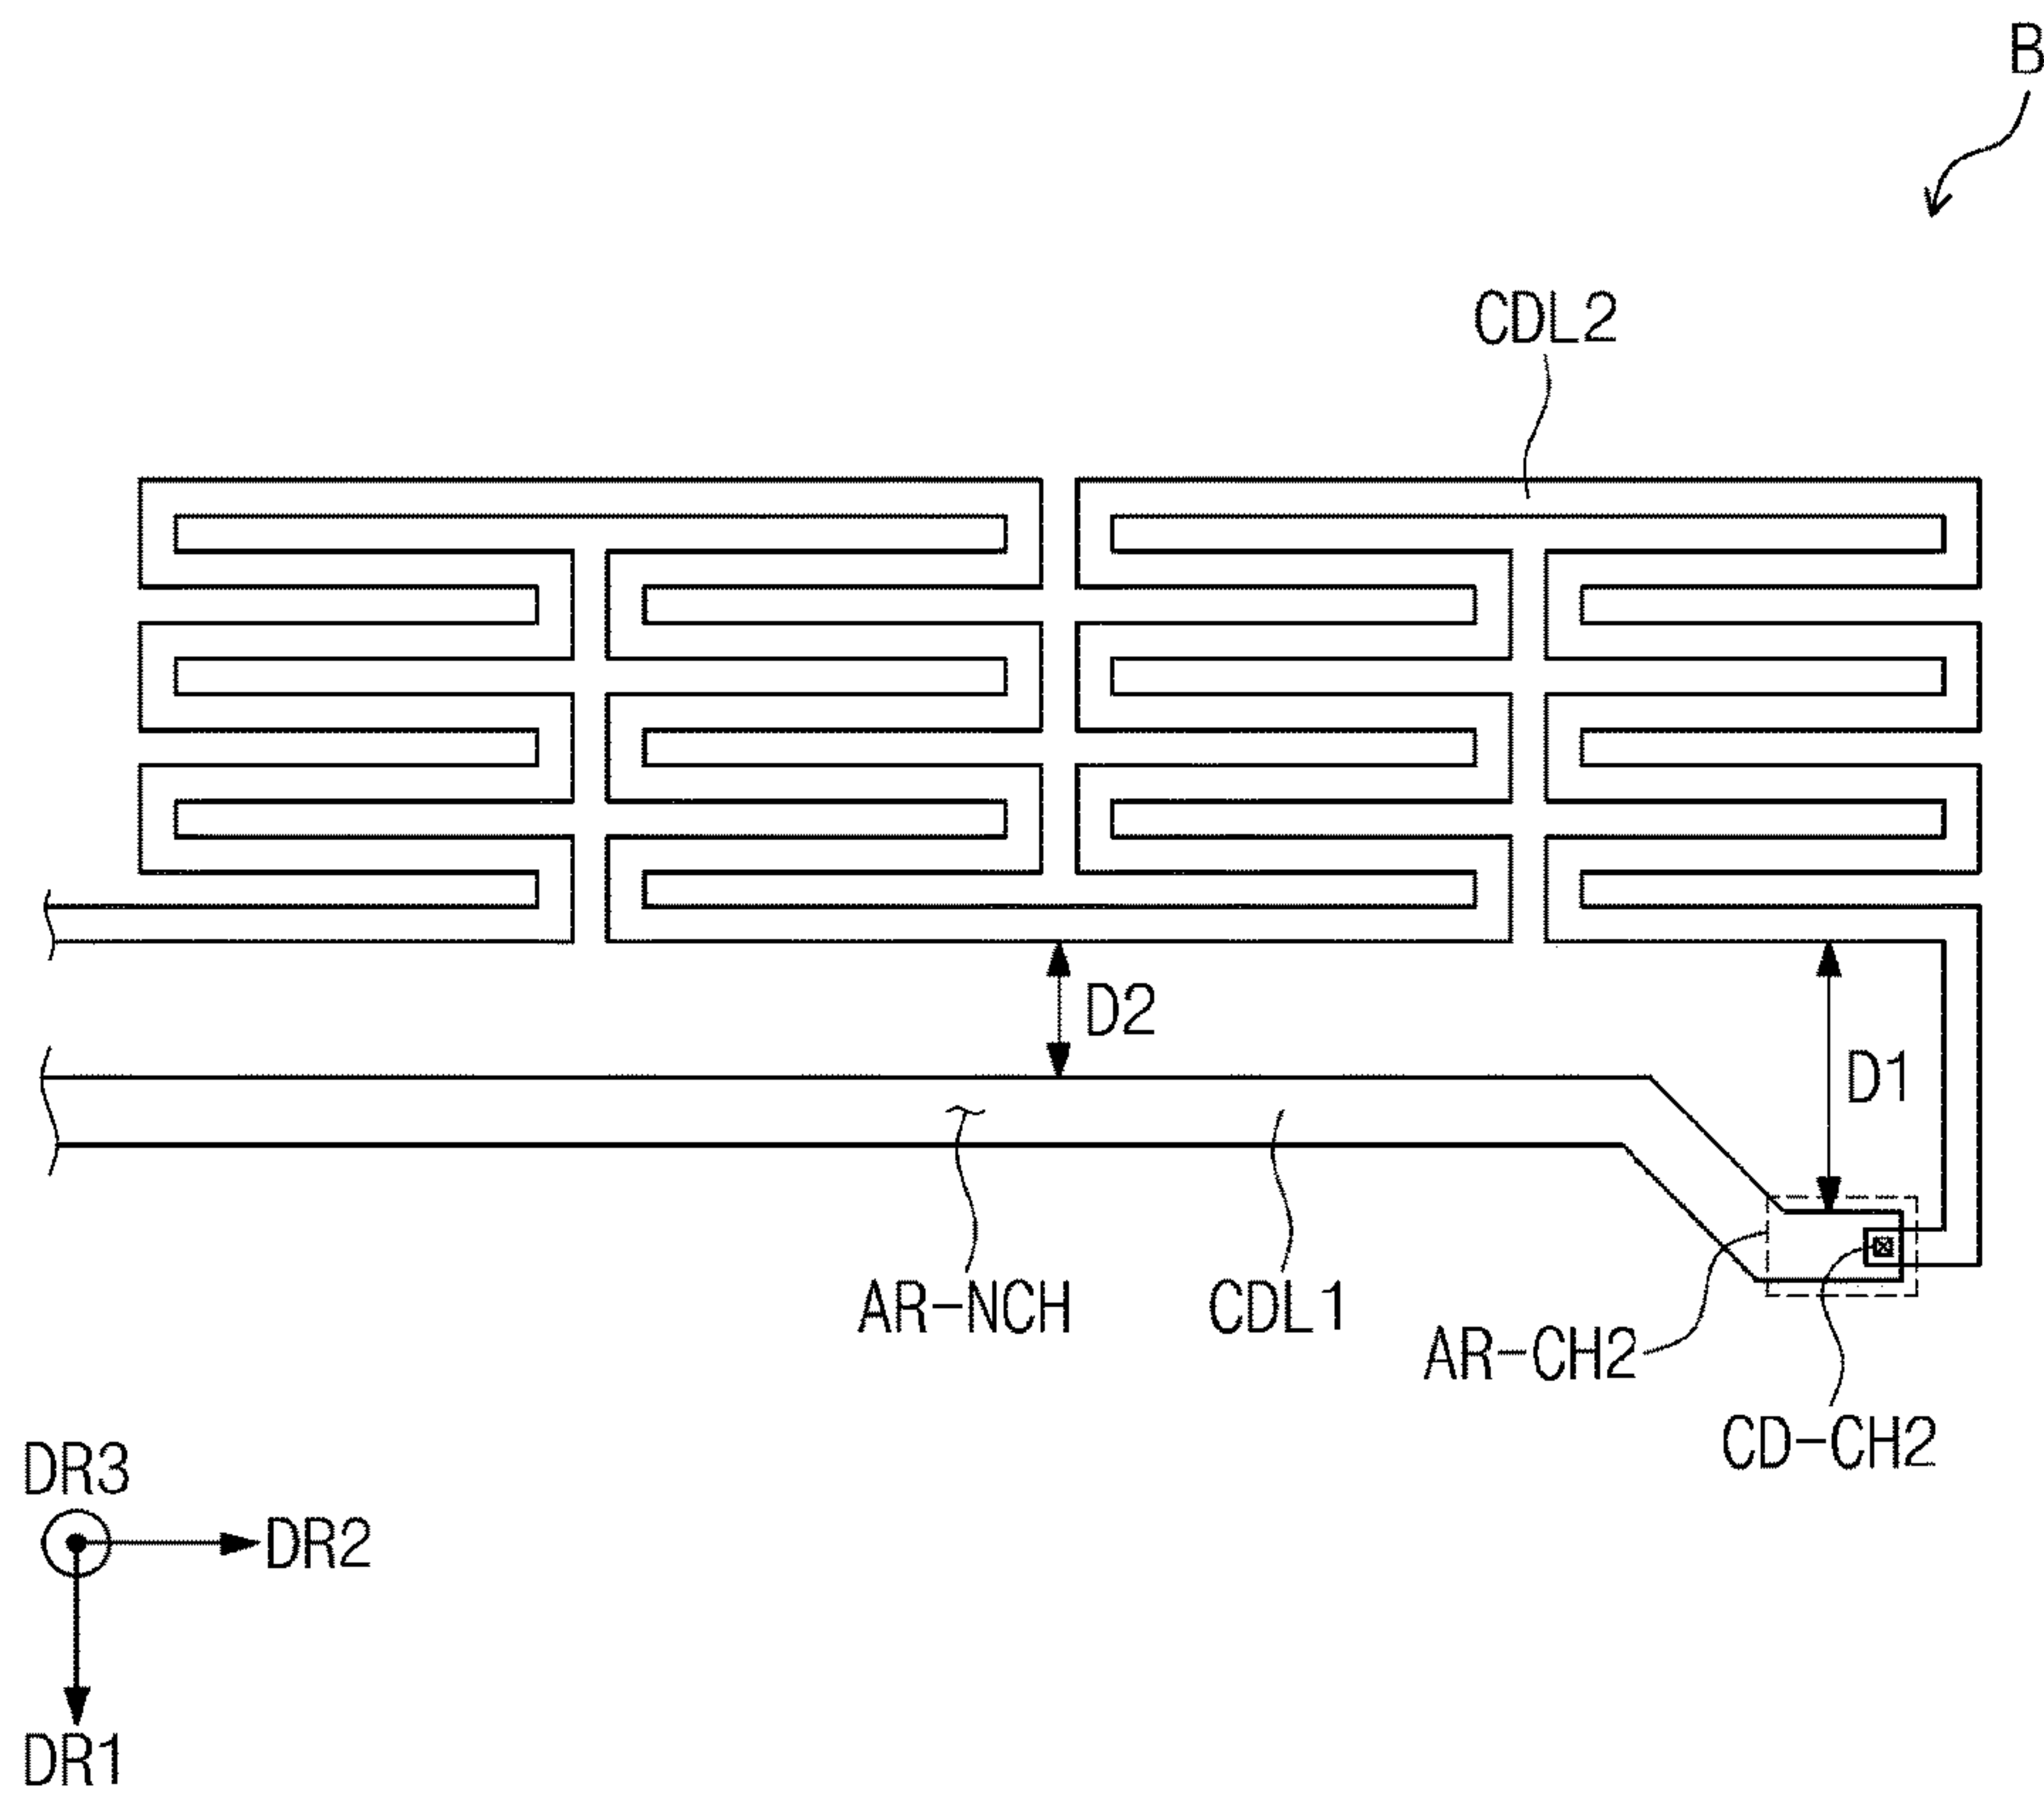 B
CDL2
D2
D1
AR-NCH
CDL1
AR-CH2
CD-CH2
DR3
DR2
DR1